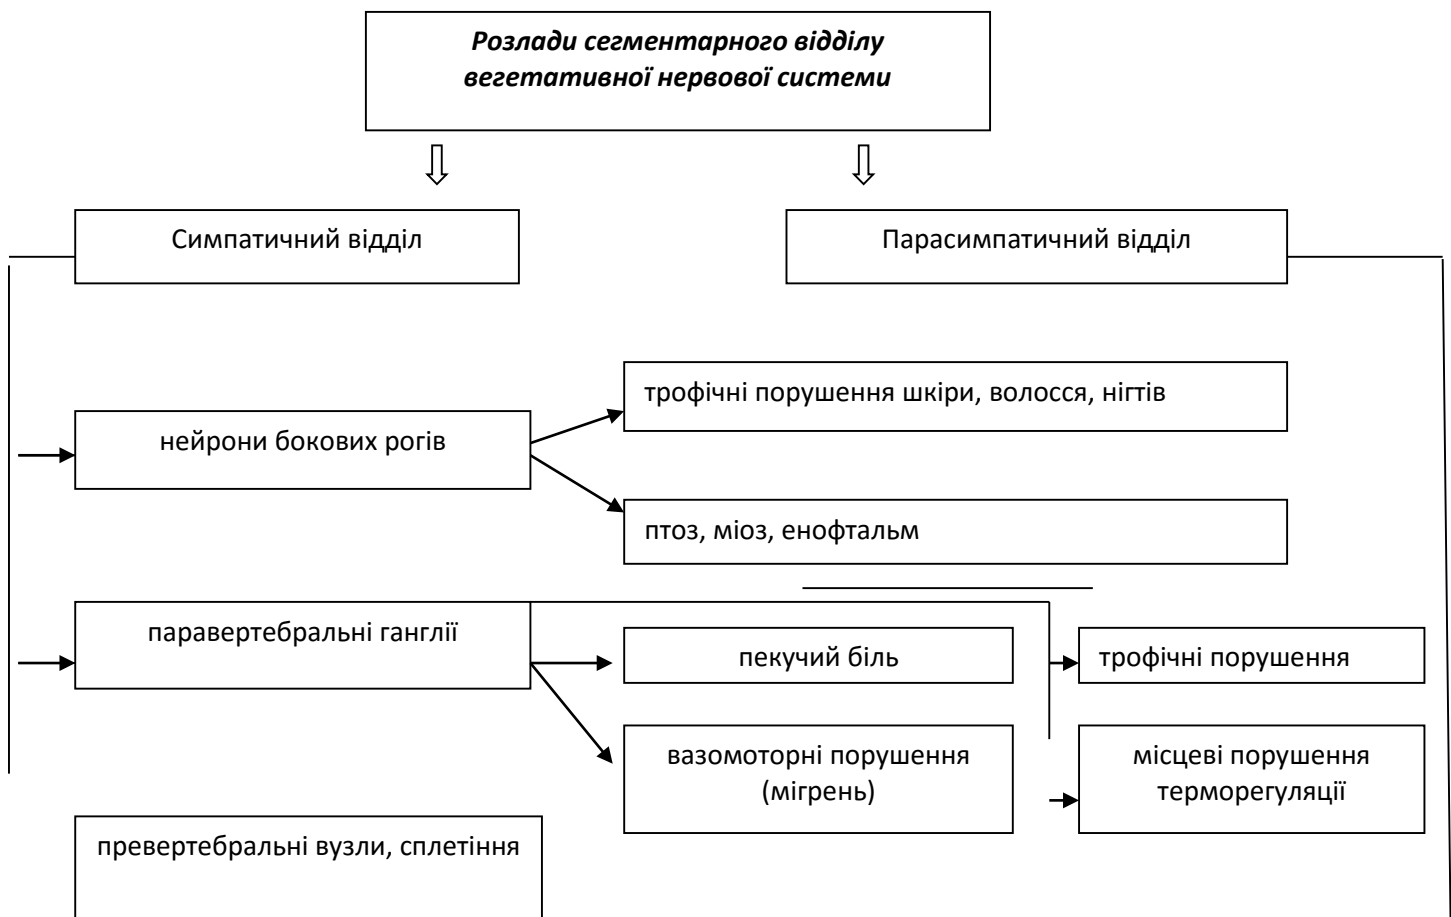 Розлади сегментарного відділу
вегетативної нервової системи
Симпатичний відділ
Парасимпатичний відділ
трофічні порушення шкіри, волосся, нігтів
нейрони бокових рогів
птоз, міоз, енофтальм
паравертебральні ганглії
пекучий біль
трофічні порушення
вазомоторні порушення
(мігрень)
місцеві порушення
терморегуляції
превертебральні вузли, сплетіння